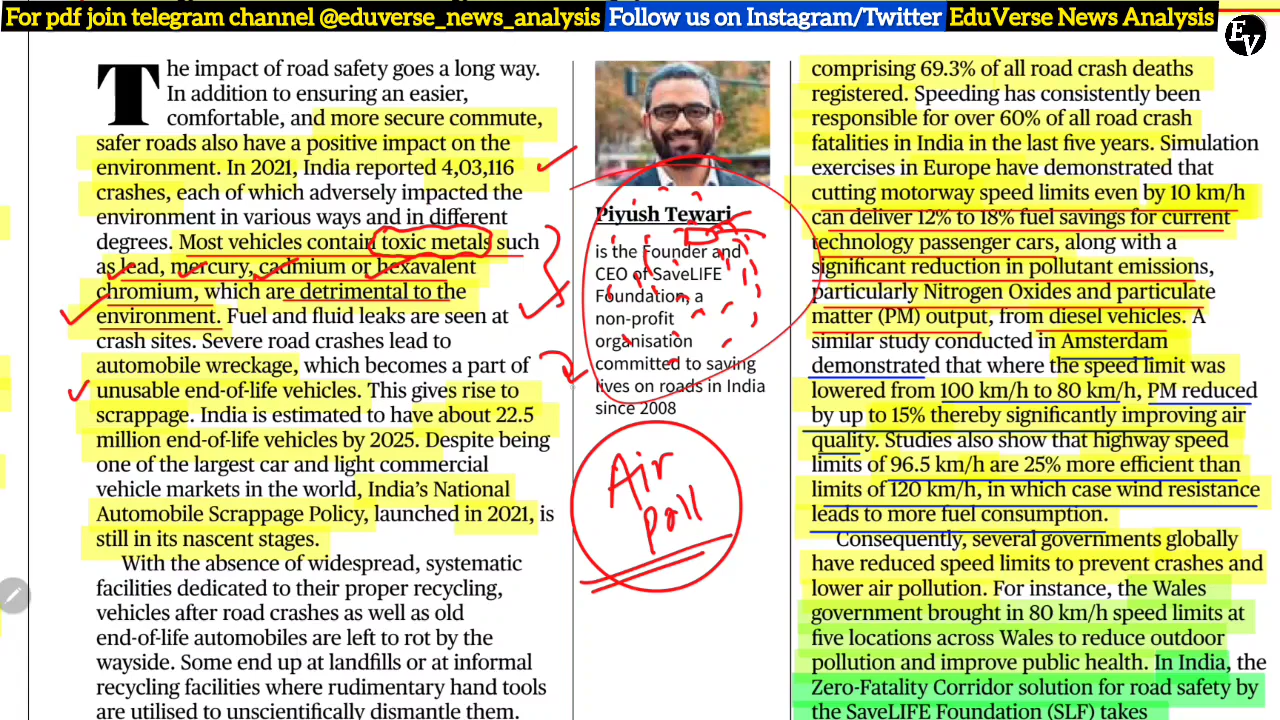 For pdf join telegram channel @eduverse_news_analysis Follow us on Instagram/Twitter EduVerse News Analysis
EV
The impact of road safety goes a long way.
In addition to ensuring an easier,
comfortable, and more secure commute,
safer roads also have a positive impact on the
environment. In 2021, India reported 4,03,116
crashes, each of which adversely impacted the
environment in various ways and in different
degrees. Most vehicles contain toxic metals such
as lead, mercury, cadmium or hexavalent
chromium, which are detrimental to the
environment. Fuel and fluid leaks are seen at
crash sites. Severe road crashes lead to
automobile wreckage, which becomes a part of
unusable end-of-life vehicles. This gives rise to
scrappage. India is estimated to have about 22.5
million end-of-life vehicles by 2025. Despite being
one of the largest car and light commercial
vehicle markets in the world, India's National
Automobile Scrappage Policy, launched in 2021, is
still in its nascent stages.
With the absence of widespread, systematic
facilities dedicated to their proper recycling,
vehicles after road crashes as well as old
end-of-life automobiles are left to rot by the
wayside. Some end up at landfills or at informal
recycling facilities where rudimentary hand tools
are utilised to unscientifically dismantle them.
Piyush Tewari
is the Founder and
CEO of SaveLIFE
Foundation, a
non-profit
organisation
committed to saving
lives on roads in India
since 2008
Air
Poll
comprising 69.3% of all road crash deaths
registered. Speeding has consistently been
responsible for over 60% of all road crash
fatalities in India in the last five years. Simulation
exercises in Europe have demonstrated that
cutting motorway speed limits even by 10 km/h
can deliver 12% to 18% fuel savings for current
technology passenger cars, along with a
significant reduction in pollutant emissions,
particularly Nitrogen Oxides and particulate
matter (PM) output, from diesel vehicles. A
similar study conducted in Amsterdam
demonstrated that where the speed limit was
lowered from 100 km/h to 80 km/h, PM reduced
by up to 15% thereby significantly improving air
quality. Studies also show that highway speed
limits of 96.5 km/h are 25% more efficient than
limits of 120 km/h, in which case wind resistance
leads to more fuel consumption.
Consequently, several governments globally
have reduced speed limits to prevent crashes and
lower air pollution. For instance, the Wales
government brought in 80 km/h speed limits at
five locations across Wales to reduce outdoor
pollution and improve public health. In India, the
Zero-Fatality Corridor solution for road safety by
the SaveLIFE Foundation (SLF) takes